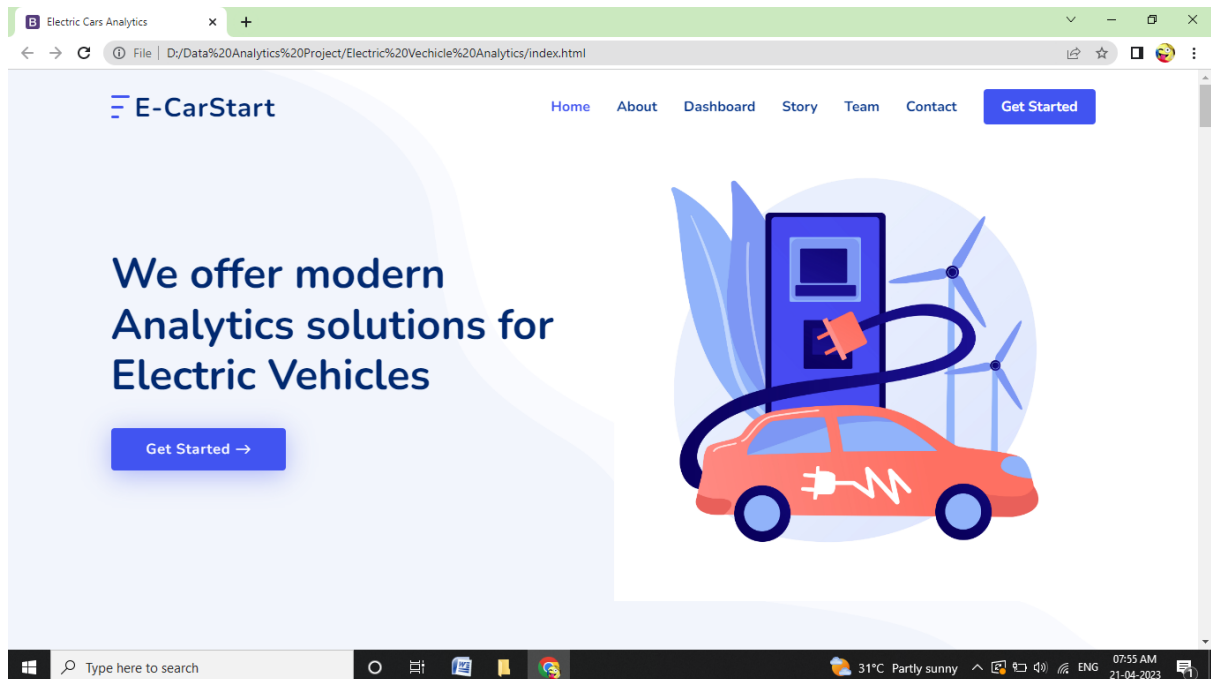 B Electric Cars Analytics
File D:/Data%20Analytics%20Project/Electric%20Vechicle%20Analytics/index.html
E-CarStart Home About Dashboard Story Team Contact Get Started
We offer modern
Analytics solutions for
Electric Vehicles
Get Started →
Type here to search 31°C Partly sunny ENG 07:55 AM
21-04-2023
1